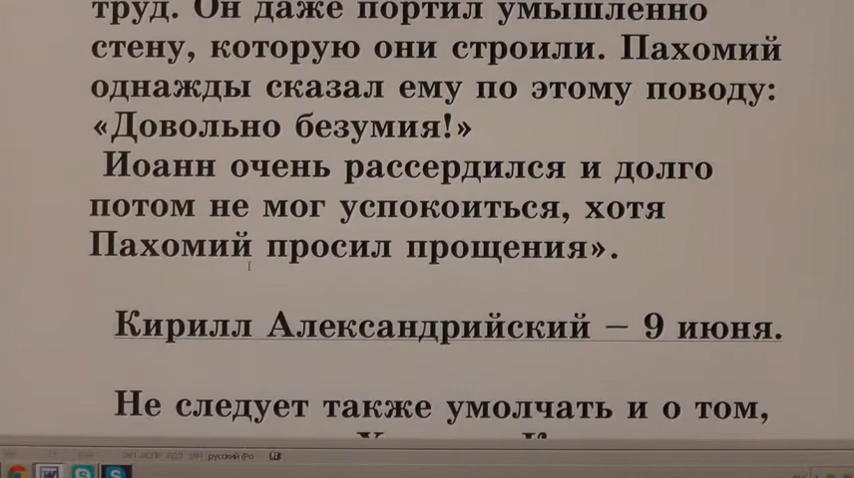 труд. Он даже портил умышленно
стену, которую они строили. Пахомий
однажды сказал ему по этому поводу:
«Довольно безумия!»
Иоанн очень рассердился и долго
потом не мог успокоиться, хотя
Пахомий просил прощения».
Кирилл Александрийский – 9 июня.
Не следует также умолчать и о том,
русский (Ро